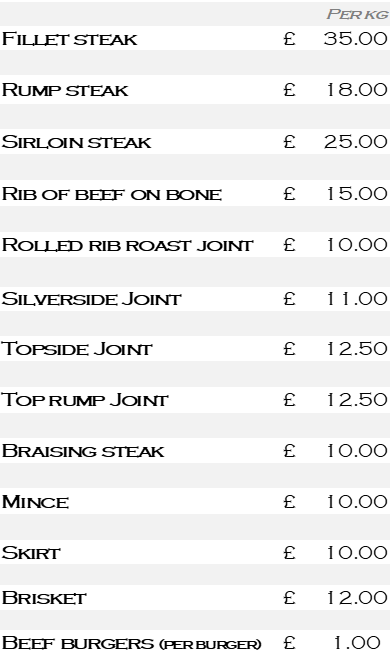 PER KG
FILLET STEAK £ 35.00
RUMP STEAK £ 18.00
SIRLOIN STEAK £ 25.00
RIB OF BEEF ON BONE £ 15.00
ROLLED RIB ROAST JOINT £ 10.00
SILVERSIDE JOINT £ 11.00
TOPSIDE JOINT £ 12.50
TOP RUMP JOINT £ 12.50
BRAISING STEAK £ 10.00
MINCE £ 10.00
SKIRT £ 10.00
BRISKET £ 12.00
BEEF BURGERS (PER BURGER) £ 1.00